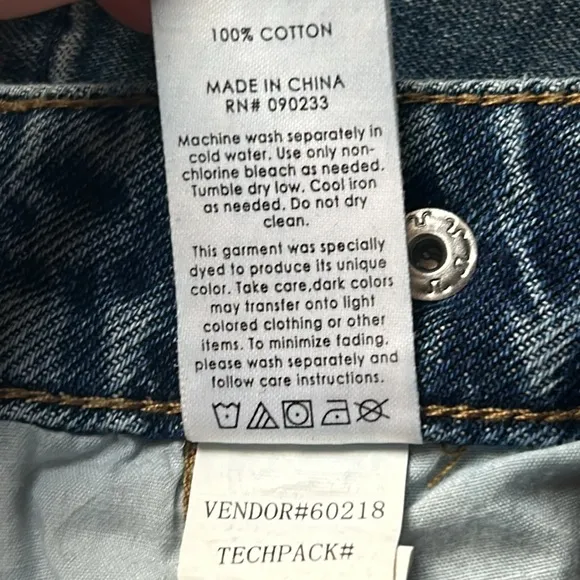 100% COTTON
MADE IN CHINA
RN# 090233
Machine wash separately in
cold water. Use only non-
chlorine bleach as needed.
Tumble dry low. Cool iron
as needed. Do not dry
clean.
This garment was specially
dyed to produce its unique
color. Take care,dark colors
may transfer onto light
colored clothing or other
items. To minimize fading,
please wash separately and
follow care instructions.
VENDOR#60218
TECHPACK#